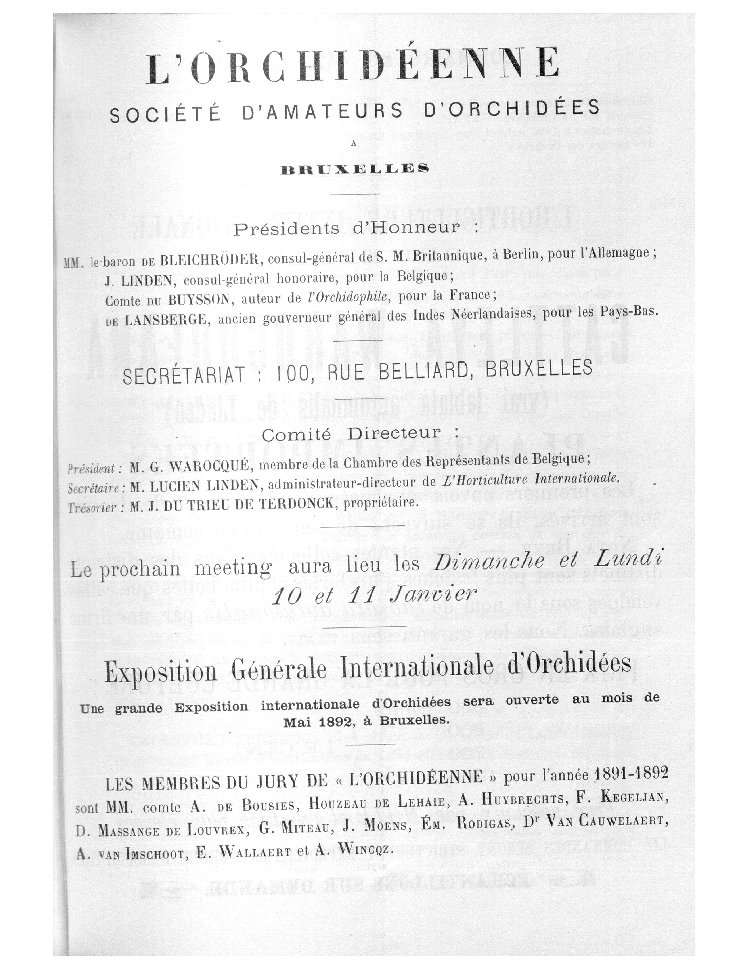 L'ORCHIDÉENNE
SOCIÉTÉ D'AMATEURS D'ORCHIDÉES
A
BRUXELLES
Présidents d'Honneur :
MM. le baron DE BLEICHRÖDER, consul-général de S. M. Britannique, à Berlin, pour l'Allemagne ;
J. LINDEN, consul-général honoraire, pour la Belgique ;
Comte DU BUYSSON, auteur de l'Orchidophile, pour la France ;
DE LANSBERGE, ancien gouverneur général des Indes Néerlandaises, pour les Pays-Bas.
SECRÉTARIAT : 100, RUE BELLIARD, BRUXELLES
Comité Directeur :
Président : M. G. WAROCQUÉ, membre de la Chambre des Représentants de Belgique ;
Secrétaire : M. LUCIEN LINDEN, administrateur-directeur de L'Horticulture Internationale.
Trésorier : M. J. DU TRIEU DE TERDONCK, propriétaire.
Le prochain meeting aura lieu les Dimanche et Lundi
10 et 11 Janvier
Exposition Générale Internationale d'Orchidées
Une grande Exposition internationale d'Orchidées sera ouverte au mois de
Mai 1892, à Bruxelles.
LES MEMBRES DU JURY DE « L'ORCHIDÉENNE » pour l'année 1891-1892
sont MM. comte A. DE BOUSIES, HOUZEAU DE LEHAIE, A. HUYBRECHTS, F. KEGELJAN,
D. MASSANGE DE LOUVREX, G. MITEAU, J. MOENS, ÉM. RODIGAS, Dr VAN CAUWELAERT,
A. VAN IMSCHOOT, E. WALLAERT et A. WINCQZ.